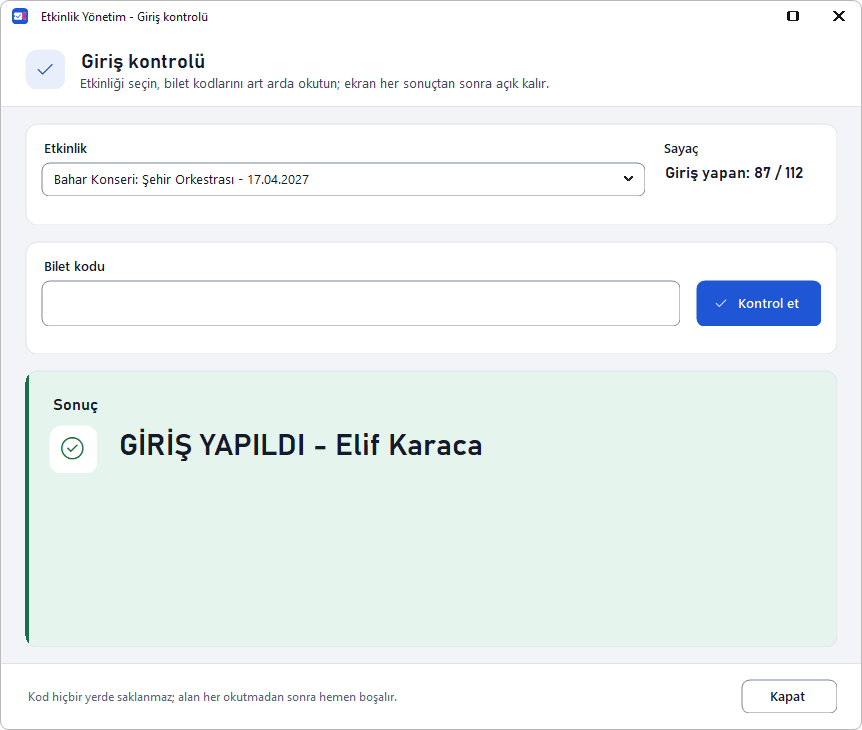 Etkinlik Yönetim - Giriş kontrolü
Giriş kontrolü
Etkinliği seçin, bilet kodlarını art arda okutun; ekran her sonuçtan sonra açık kalır.
Etkinlik
Bahar Konseri: Şehir Orkestrası - 17.04.2027
Sayaç
Giriş yapan: 87 / 112
Bilet kodu
Kontrol et
Sonuç
GİRİŞ YAPILDI - Elif Karaca
Kod hiçbir yerde saklanmaz; alan her okutmadan sonra hemen boşalır.
Kapat